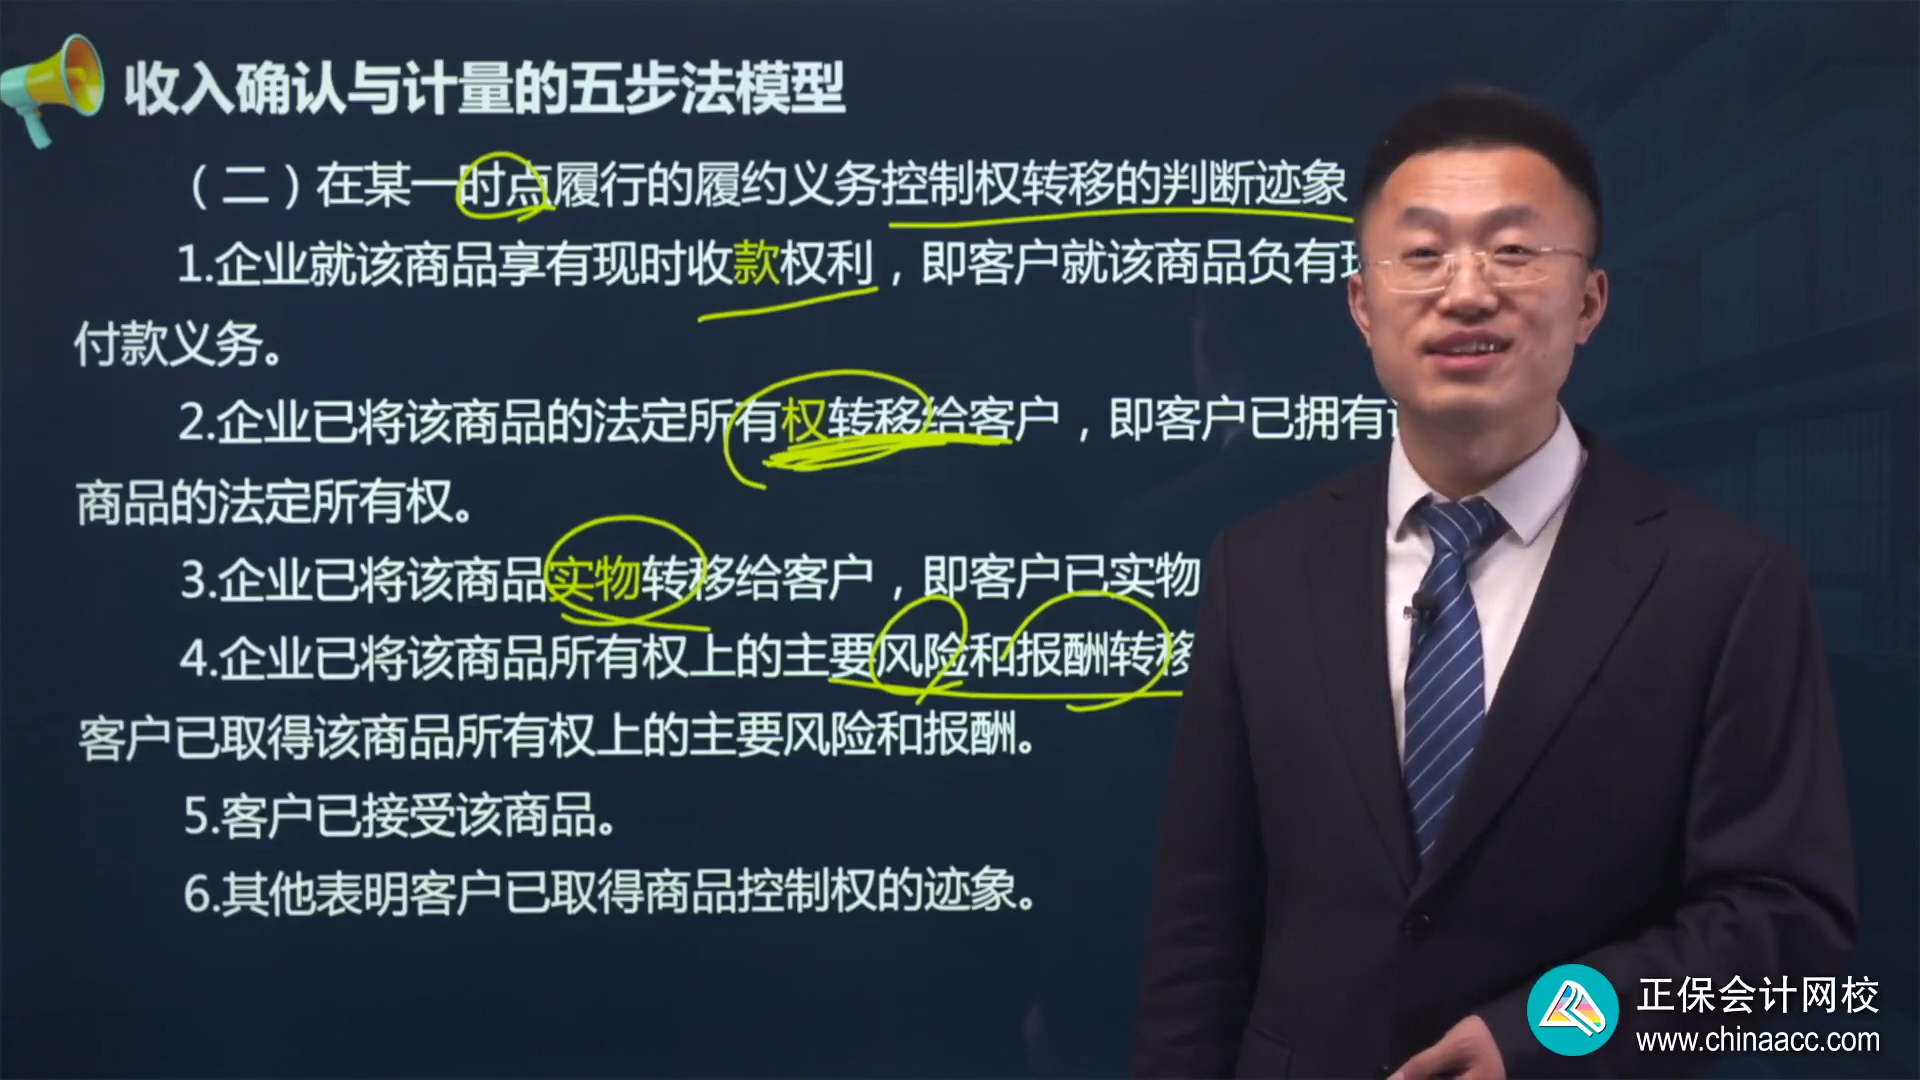 收入确认与计量的五步法模型
（二）在某一时点履行的履约义务控制权转移的判断迹象
1.企业就该商品享有现时收款权利，即客户就该商品负有
付款义务。
2.企业已将该商品的法定所有权转移给客户，即客户已拥有
商品的法定所有权。
3.企业已将该商品实物转移给客户，即客户已实物
4.企业已将该商品所有权上的主要风险和报酬转移
客户已取得该商品所有权上的主要风险和报酬。
5.客户已接受该商品。
6.其他表明客户已取得商品控制权的迹象。
正保会计网校
www.chinaacc.com